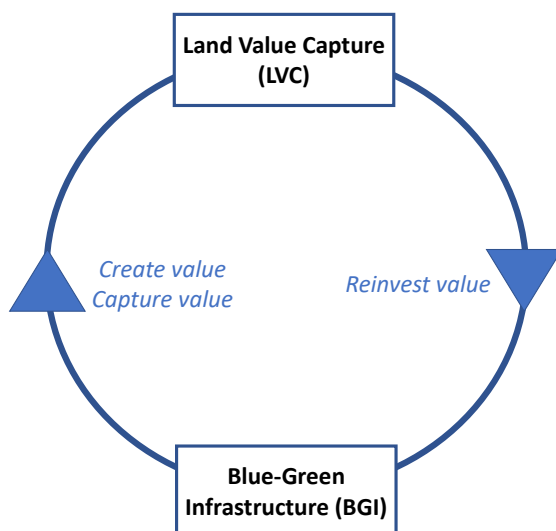 Land Value Capture
(LVC)
Create value
Capture value
Reinvest value
Blue-Green
Infrastructure (BGI)